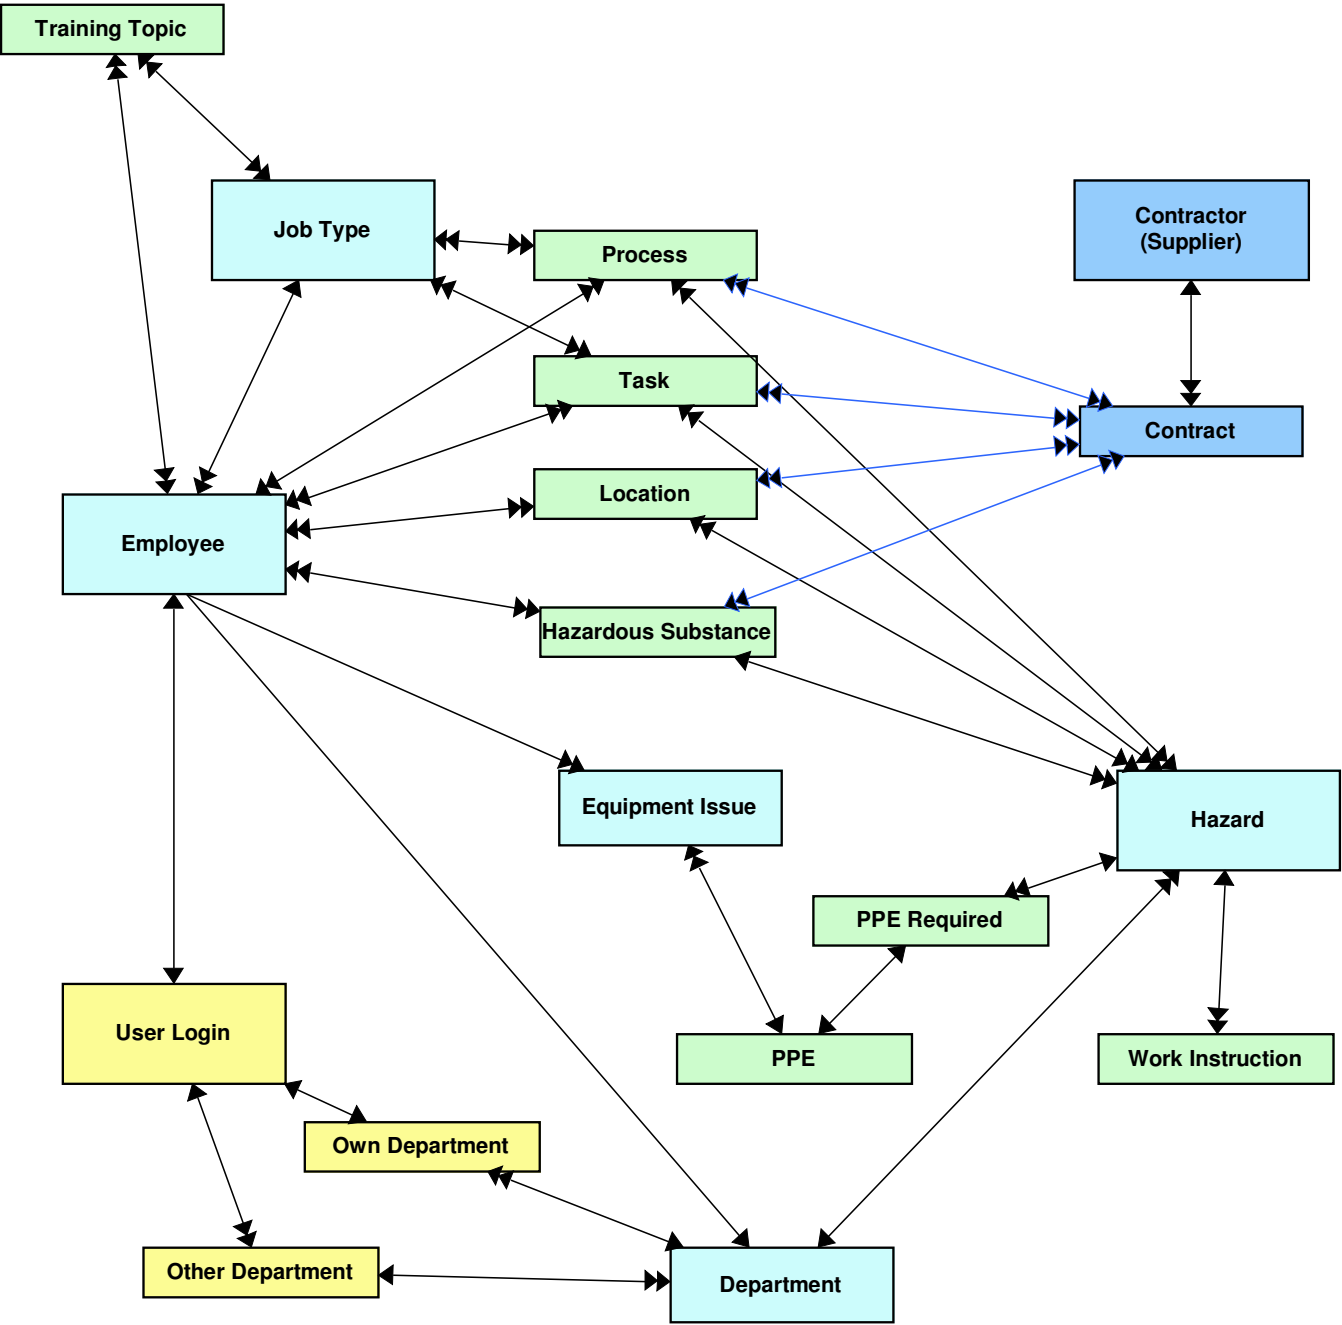 Training Topic
Job Type
Contractor
(Supplier)
Process
Task
Contract
Location
Employee
Hazardous Substance
Equipment Issue
Hazard
PPE Required
User Login
PPE
Work Instruction
Own Department
Other Department
Department